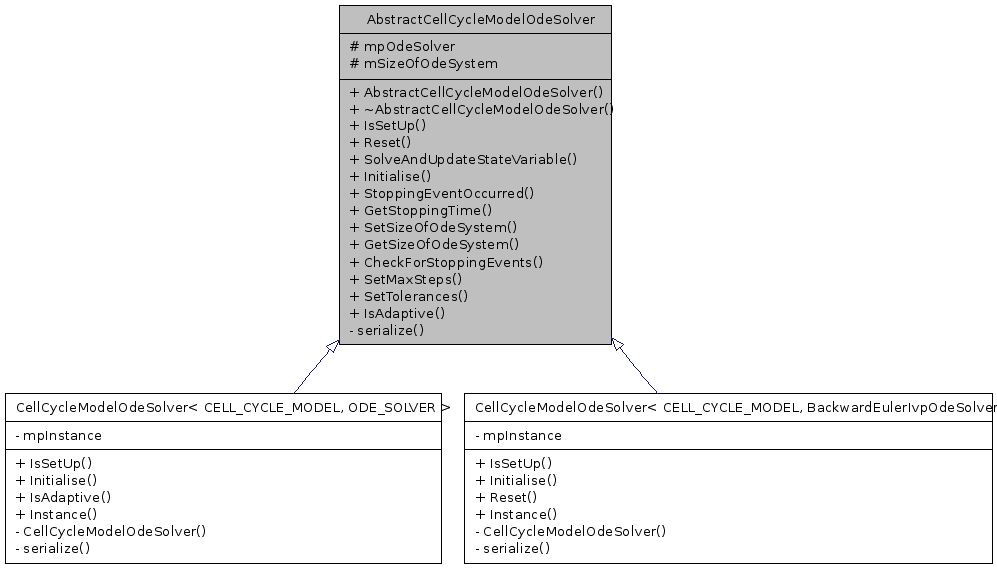 AbstractCellCycleModelOdeSolver
# mpOdeSolver
# mSizeOfOdeSystem
+ AbstractCellCycleModelOdeSolver()
+ ~AbstractCellCycleModelOdeSolver()
+ IsSetUp()
+ Reset()
+ SolveAndUpdateStateVariable()
+ Initialise()
+ StoppingEventOccurred()
+ GetStoppingTime()
+ SetSizeOfOdeSystem()
+ GetSizeOfOdeSystem()
+ CheckForStoppingEvents()
+ SetMaxSteps()
+ SetTolerances()
+ IsAdaptive()
- serialize()
CellCycleModelOdeSolver< CELL_CYCLE_MODEL, ODE_SOLVER >
- mpInstance
+ IsSetUp()
+ Initialise()
+ IsAdaptive()
+ Instance()
- CellCycleModelOdeSolver()
- serialize()
CellCycleModelOdeSolver< CELL_CYCLE_MODEL, BackwardEulerIvpOdeSolver
- mpInstance
+ IsSetUp()
+ Initialise()
+ Reset()
+ Instance()
- CellCycleModelOdeSolver()
- serialize()